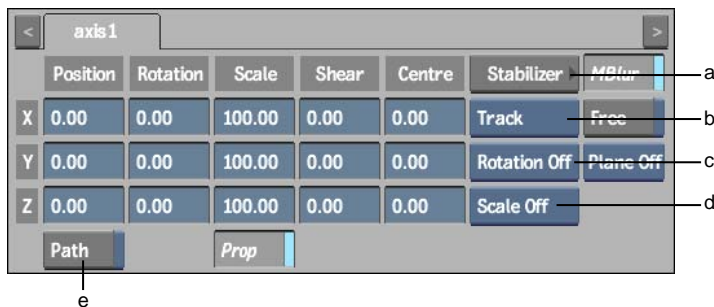 < axis1 >
Position Rotation Scale Shear Centre Stabilizer MBlur a
X 0.00 0.00 100.00 0.00 0.00 Track Free b
Y 0.00 0.00 100.00 0.00 0.00 Rotation Off Plane Off c
Z 0.00 0.00 100.00 0.00 0.00 Scale Off d
Path Prop
e